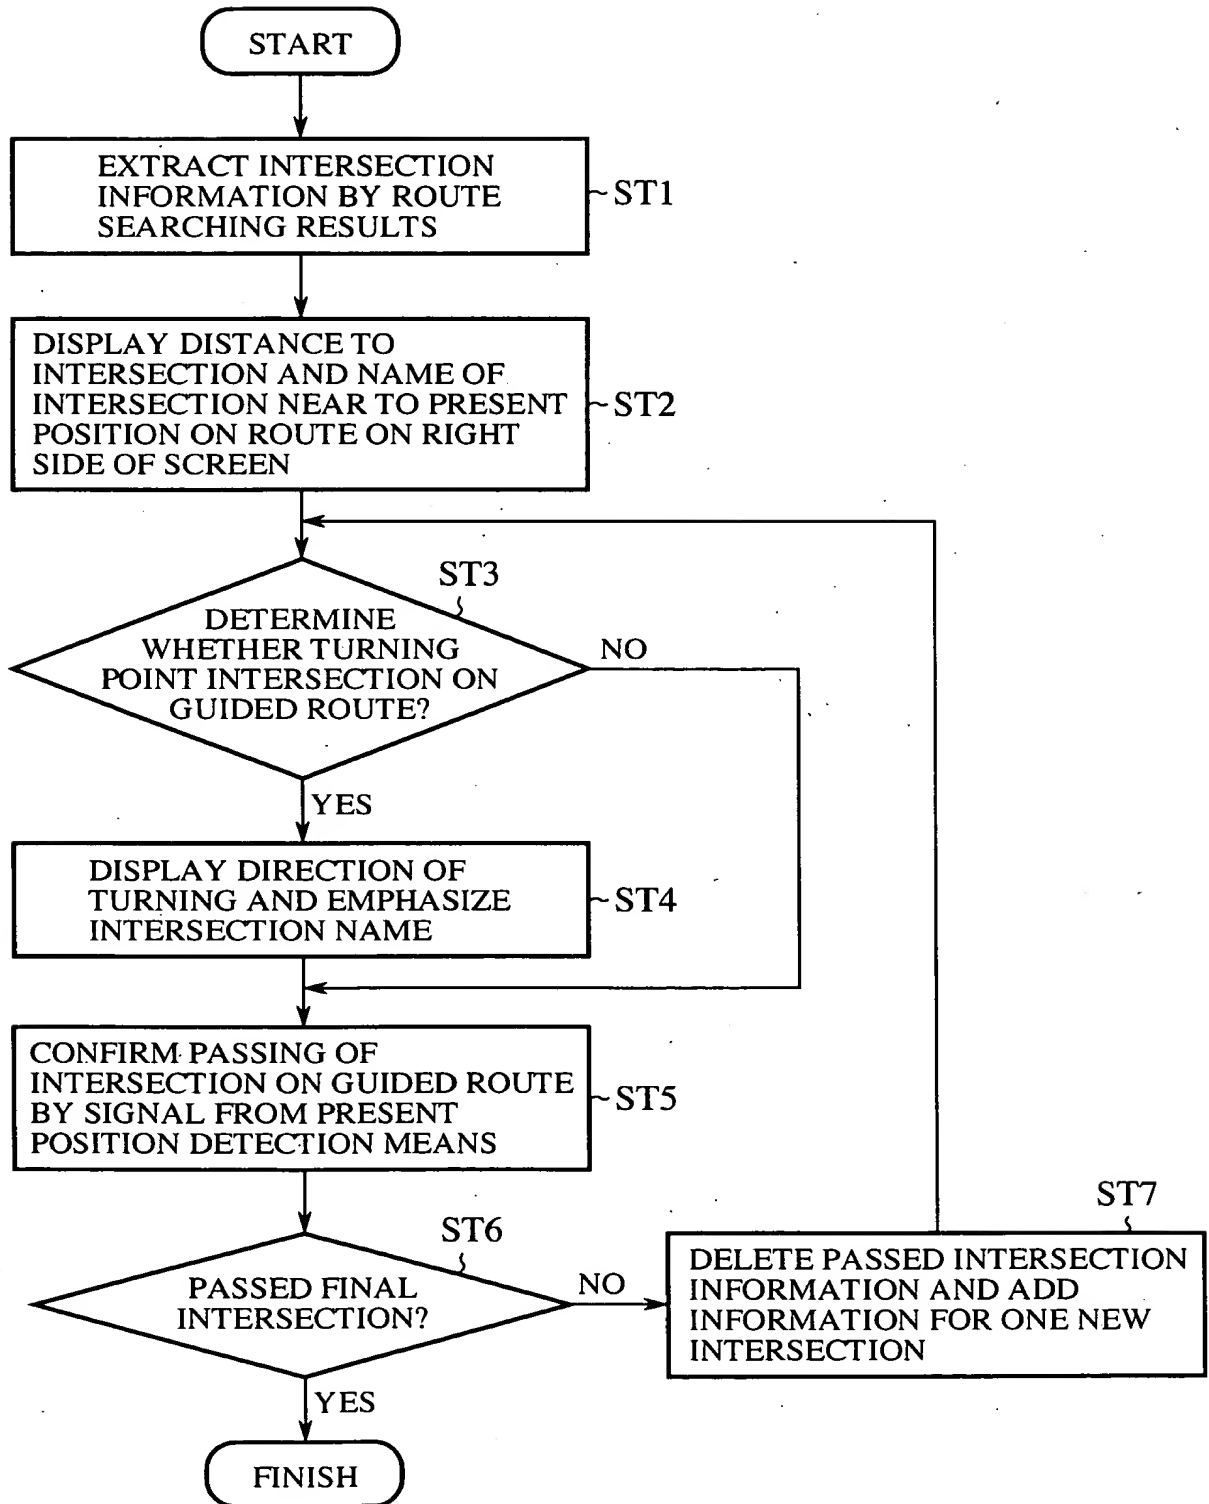 START
EXTRACT INTERSECTION
INFORMATION BY ROUTE
SEARCHING RESULTS
ST1
DISPLAY DISTANCE TO
INTERSECTION AND NAME OF
INTERSECTION NEAR TO PRESENT
POSITION ON ROUTE ON RIGHT
SIDE OF SCREEN
ST2
ST3
DETERMINE
WHETHER TURNING
POINT INTERSECTION ON
GUIDED ROUTE?
NO
YES
DISPLAY DIRECTION OF
TURNING AND EMPHASIZE
INTERSECTION NAME
ST4
CONFIRM PASSING OF
INTERSECTION ON GUIDED ROUTE
BY SIGNAL FROM PRESENT
POSITION DETECTION MEANS
ST5
ST6
PASSED FINAL
INTERSECTION?
NO
ST7
DELETE PASSED INTERSECTION
INFORMATION AND ADD
INFORMATION FOR ONE NEW
INTERSECTION
YES
FINISH